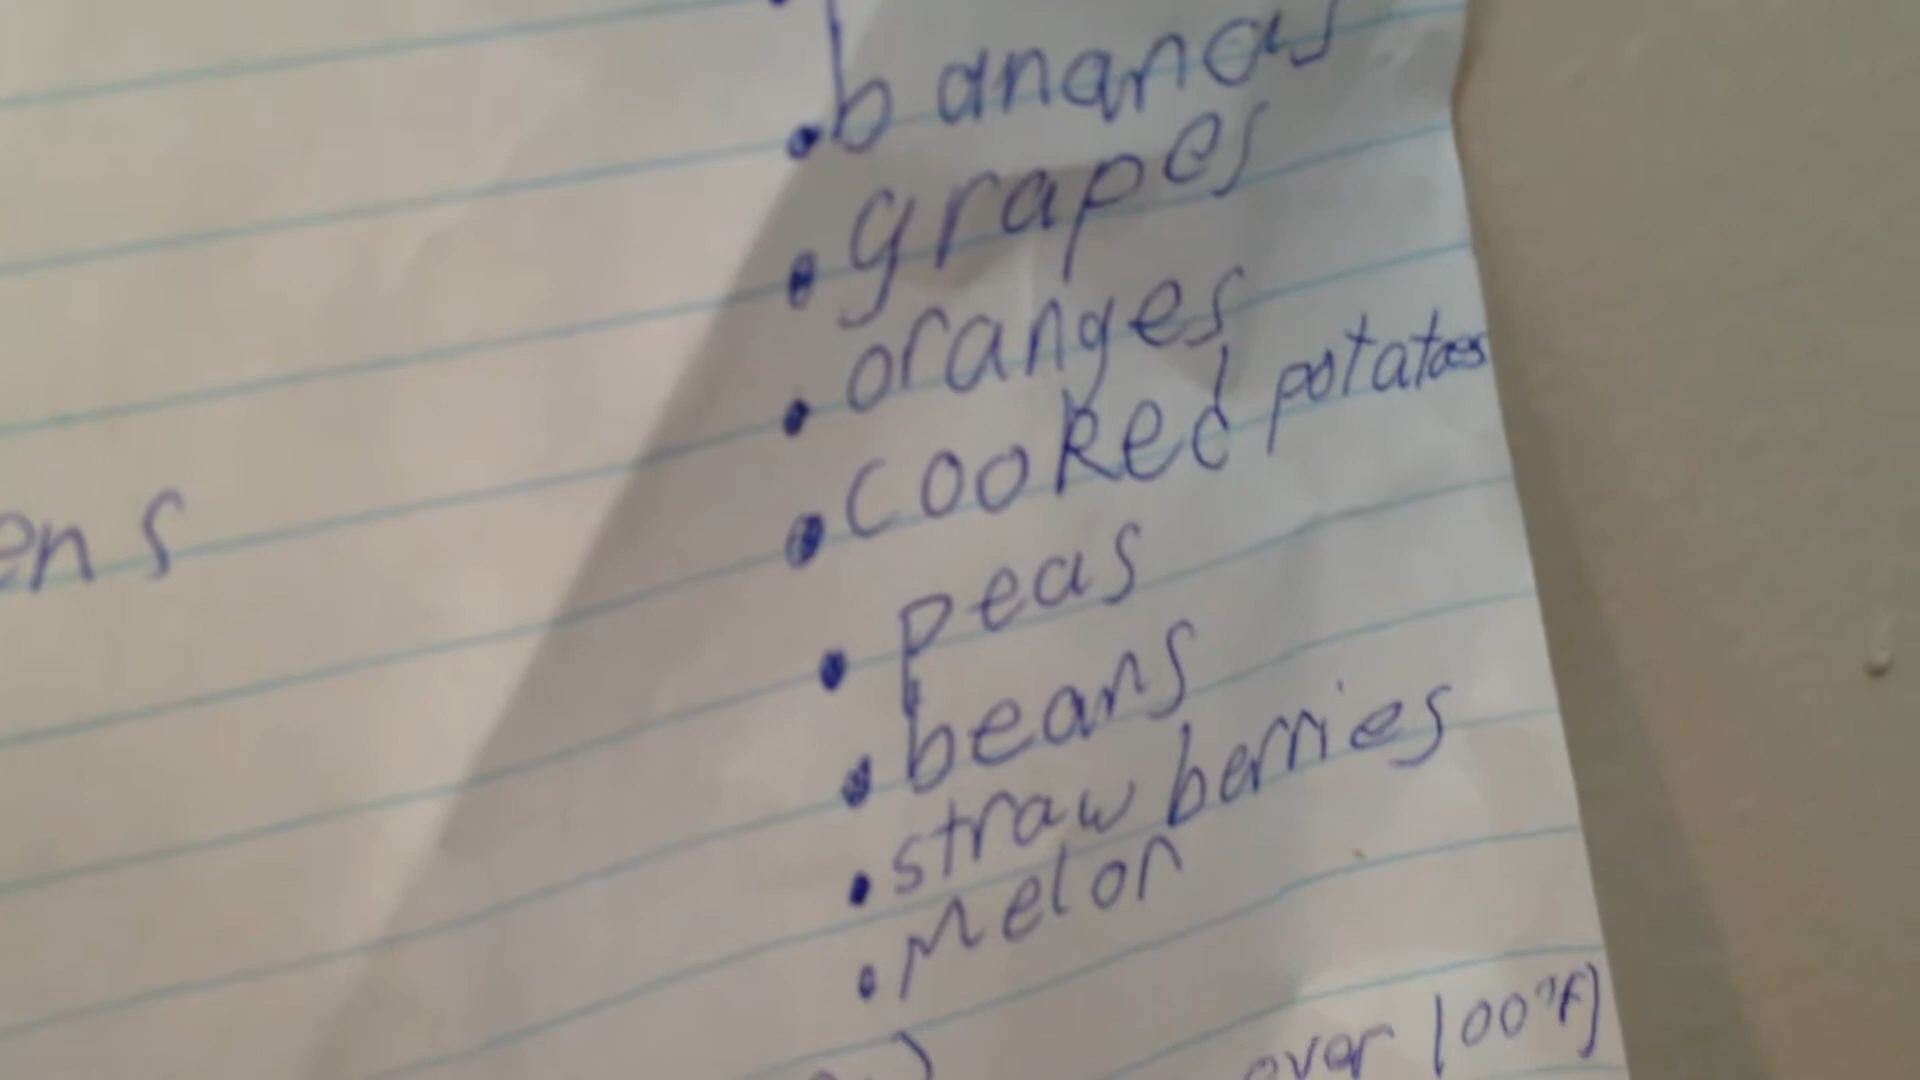 bananas
grapes
oranges
cooked potatoes
peas
beans
strawberries
Melon
over 100°F)